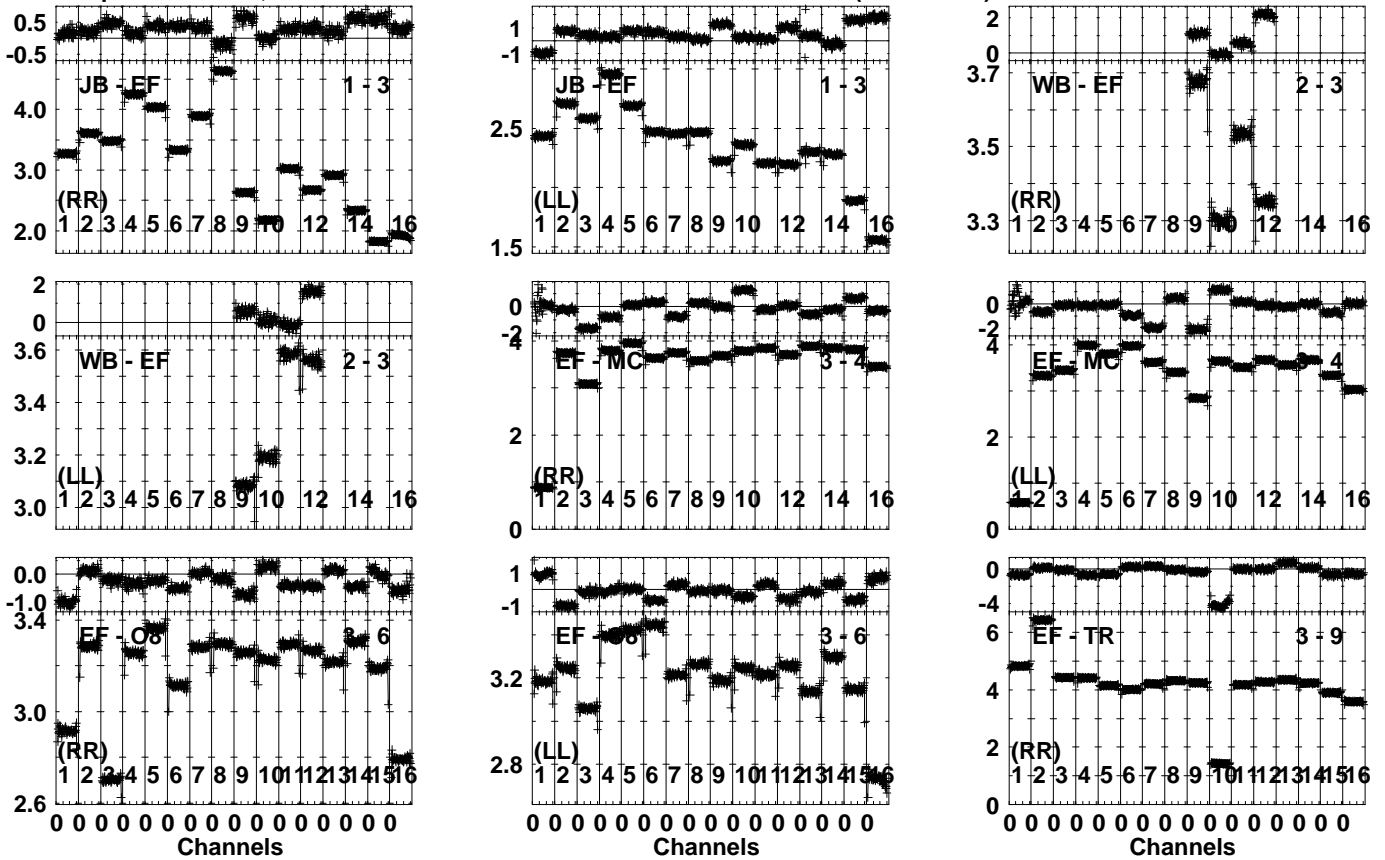 0.5
-0.5
4.0
3.0
2.0
JB - EF 1 - 3
(RR)
1 2 3 4 5 6 7 8 9 10 12 14 16
1
-1
2.5
1.5
JB - EF 1 - 3
(LL)
1 2 3 4 5 6 7 8 9 10 12 14 16
2
0
3.7
3.5
3.3
WB - EF 2 - 3
(RR)
1 2 3 4 5 6 7 8 9 10 12 14 16
2
0
3.6
3.4
3.2
3.0
WB - EF 2 - 3
(LL)
1 2 3 4 5 6 7 8 9 10 12 14 16
0
-2
4
2
0
EF - MC 3 - 4
(RR)
1 2 3 4 5 6 7 8 9 10 12 14 16
0
-2
4
2
0
EF - MC 3 - 4
(LL)
1 2 3 4 5 6 7 8 9 10 12 14 16
0.0
-1.0
3.4
3.0
2.6
EF - O8 3 - 6
(RR)
1 2 3 4 5 6 7 8 9 10 11 12 13 14 15 16
0 0 0 0 0 0 0 0 0 0 0 0 0 0 0 0
Channels
1
-1
3.2
2.8
EF - O8 3 - 6
(LL)
1 2 3 4 5 6 7 8 9 10 11 12 13 14 15 16
0 0 0 0 0 0 0 0 0 0 0 0 0 0 0 0
Channels
0
-4
6
4
2
0
EF - TR 3 - 9
(RR)
1 2 3 4 5 6 7 8 9 10 11 12 13 14 15 16
0 0 0 0 0 0 0 0 0 0 0 0 0 0 0 0
Channels